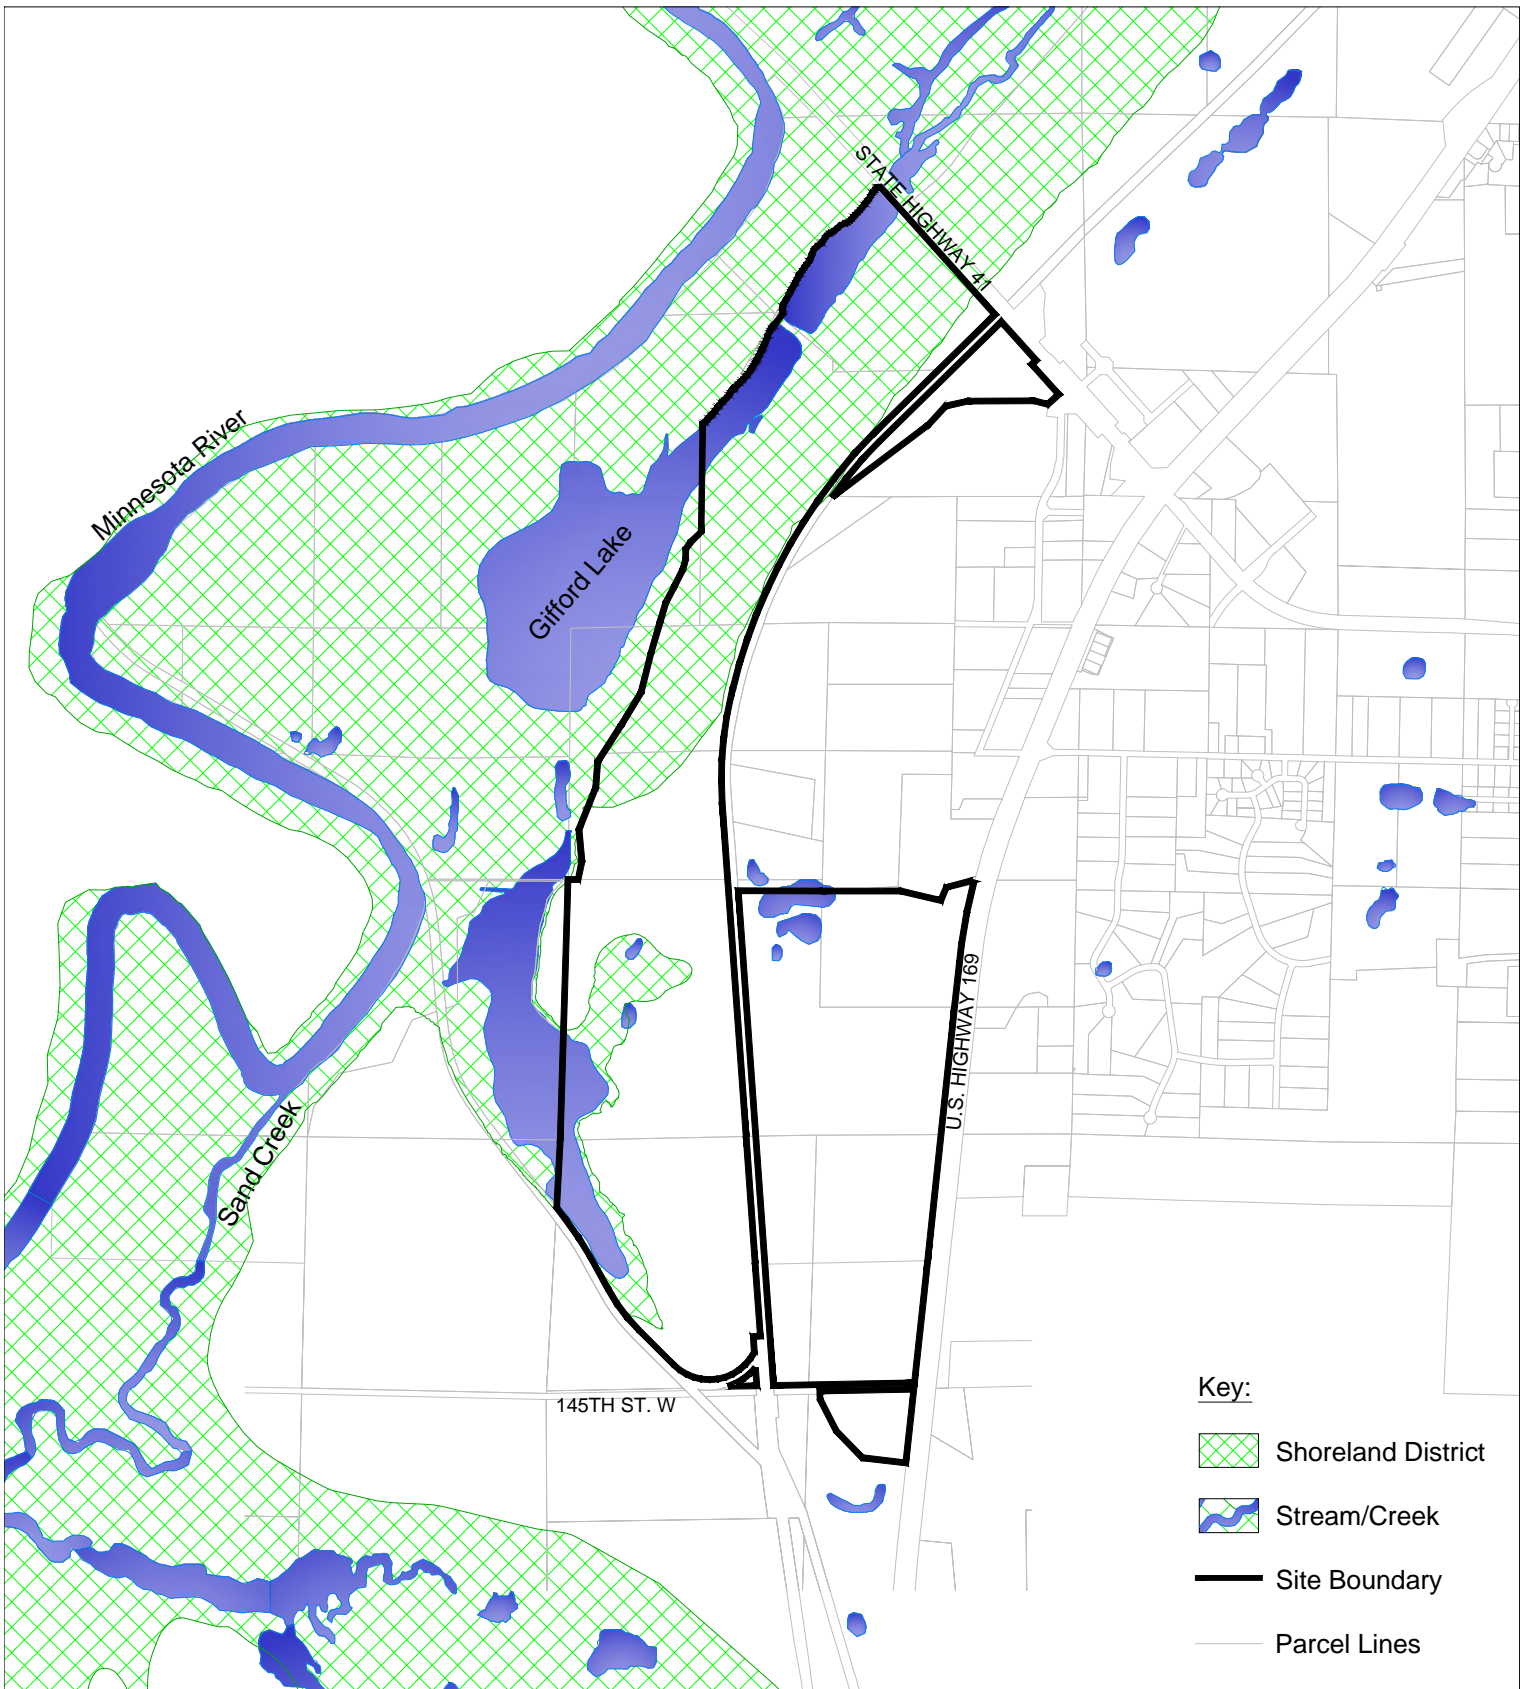 STATE HIGHWAY 41
Minnesota River
Gifford Lake
U.S. HIGHWAY 169
Sand Creek
145TH ST. W
Key:
Shoreland District
Stream/Creek
Site Boundary
Parcel Lines